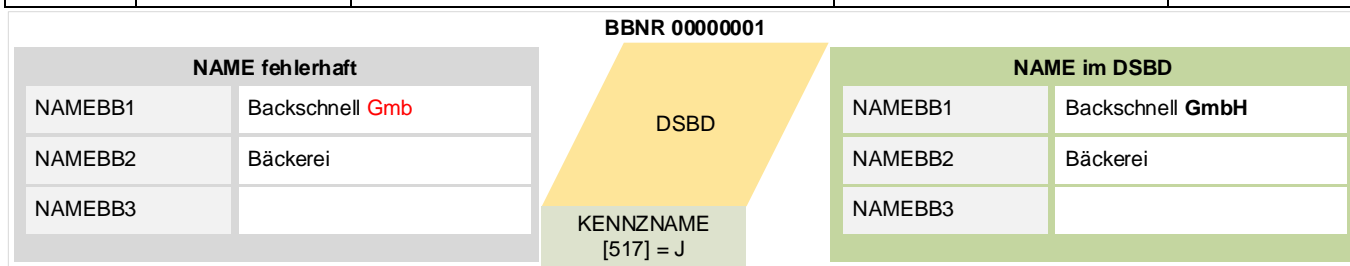 BBNR 00000001
NAME fehlerhaft
NAMEBB1 Backschnell Gmb
NAMEBB2 Bäckerei
NAMEBB3
DSBD
KENNZNAME
[517] = J
NAME im DSBD
NAMEBB1 Backschnell GmbH
NAMEBB2 Bäckerei
NAMEBB3